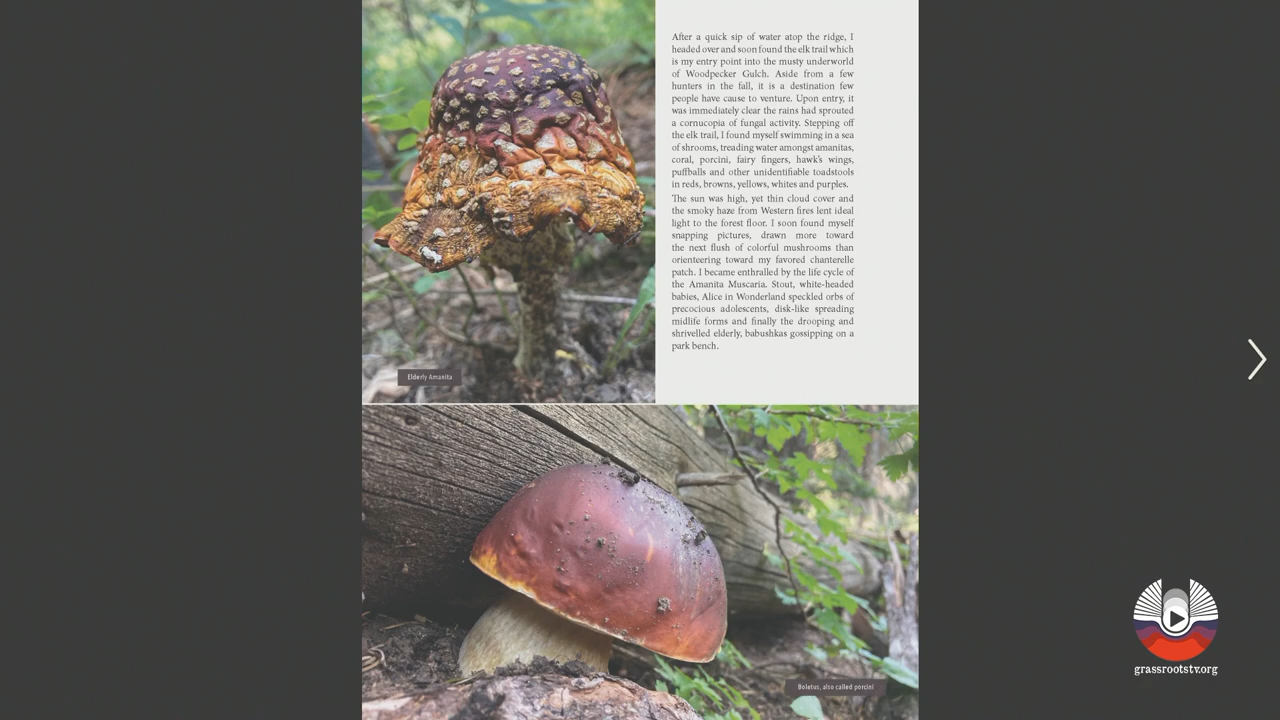 After a quick sip of water atop the ridge, I
headed over and soon found the elk trail which
is my entry point into the musty underworld
of Woodpecker Gulch. Aside from a few
hunters in the fall, it is a destination few
people have cause to venture. Upon entry, it
was immediately clear the rains had sprouted
a cornucopia of fungal activity. Stepping off
the elk trail, I found myself swimming in a sea
of shrooms, treading water amongst amanitas,
coral, porcini, fairy fingers, hawk's wings,
puffballs and other unidentifiable toadstools
in reds, browns, yellows, whites and purples.
The sun was high, yet thin cloud cover and
the smoky haze from Western fires lent ideal
light to the forest floor. I soon found myself
snapping pictures, drawn more toward
the next flush of colorful mushrooms than
orienteering toward my favored chanterelle
patch. I became enthralled by the life cycle of
the Amanita Muscaria. Stout, white-headed
babies, Alice in Wonderland speckled orbs of
precocious adolescents, disk-like spreading
midlife forms and finally the drooping and
shrivelled elderly, babushkas gossipping on a
park bench.
Elderly Amanita
Boletus, also called porcini
grassrootstv.org